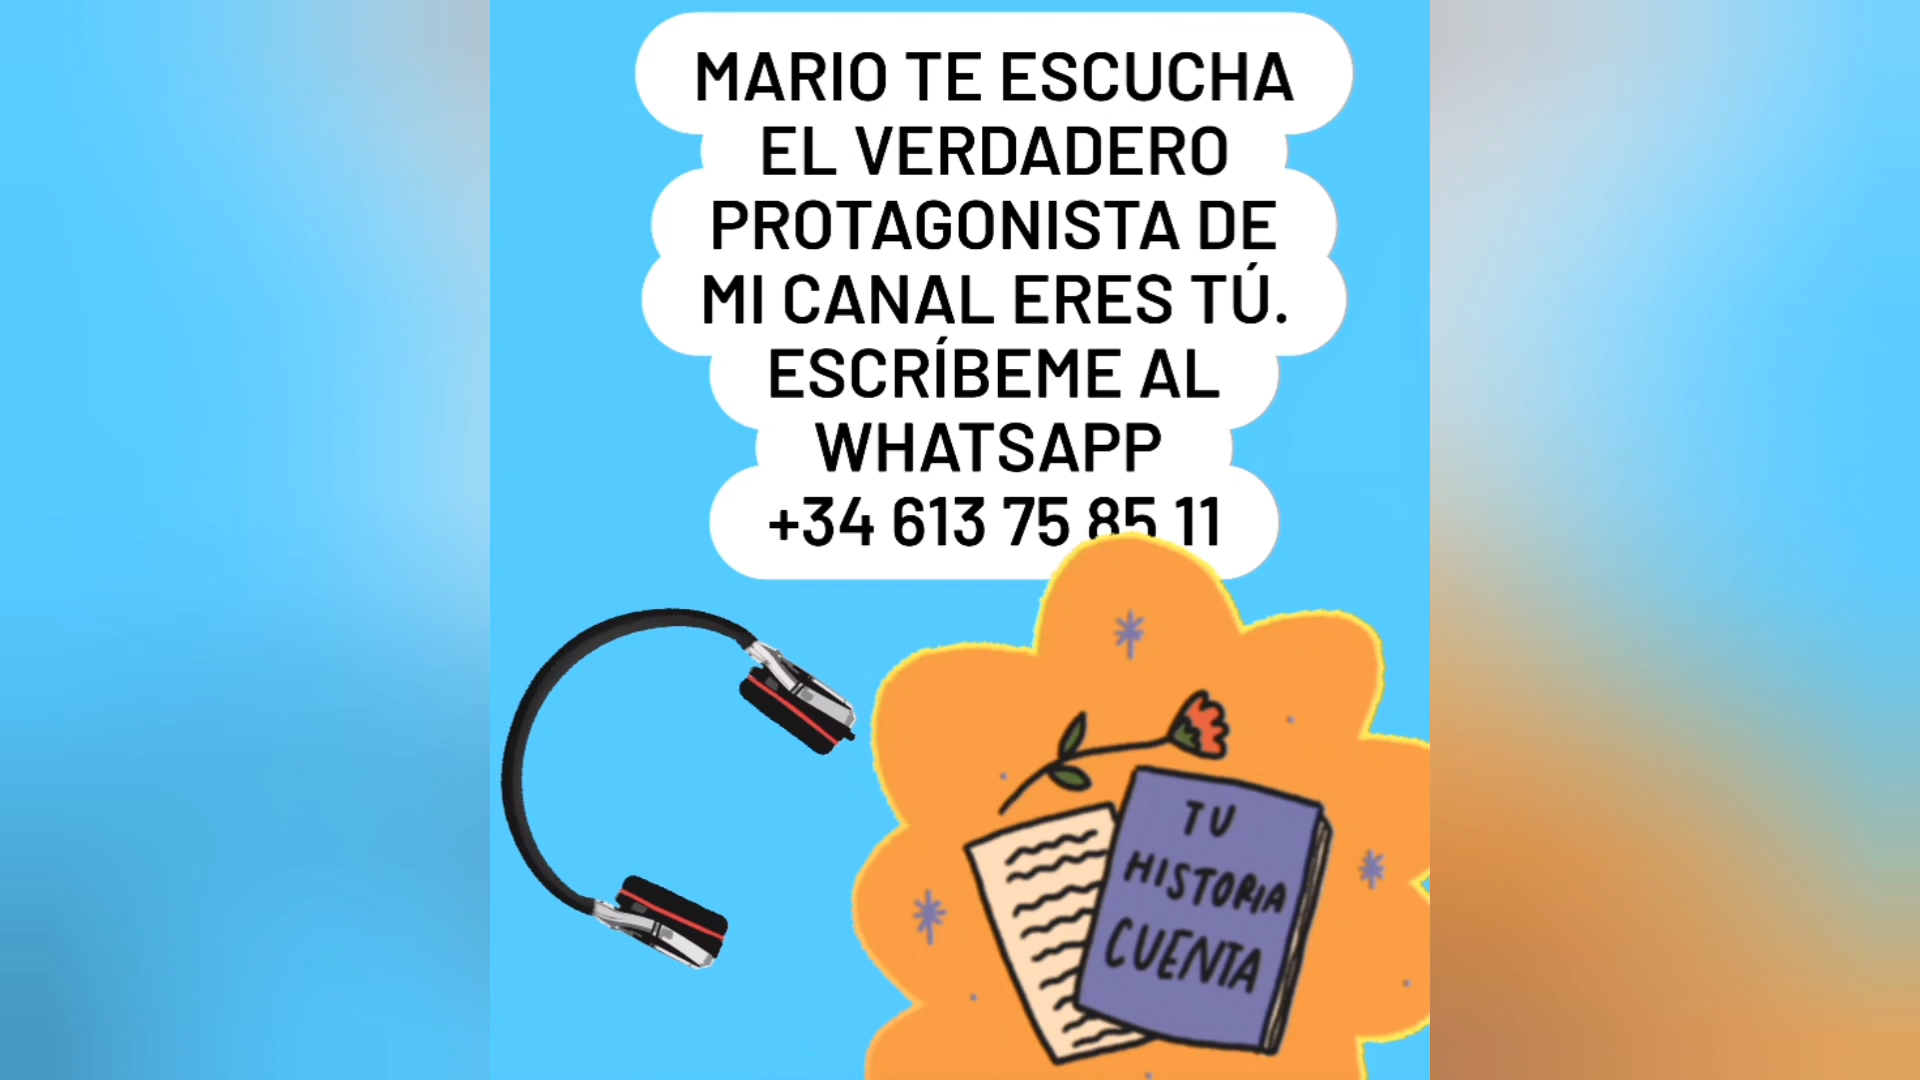 MARIO TE ESCUCHA
EL VERDADERO
PROTAGONISTA DE
MI CANAL ERES TÚ.
ESCRÍBEME AL
WHATSAPP
+34 613 75 85 11
TU
HISTORIA
CUENTA